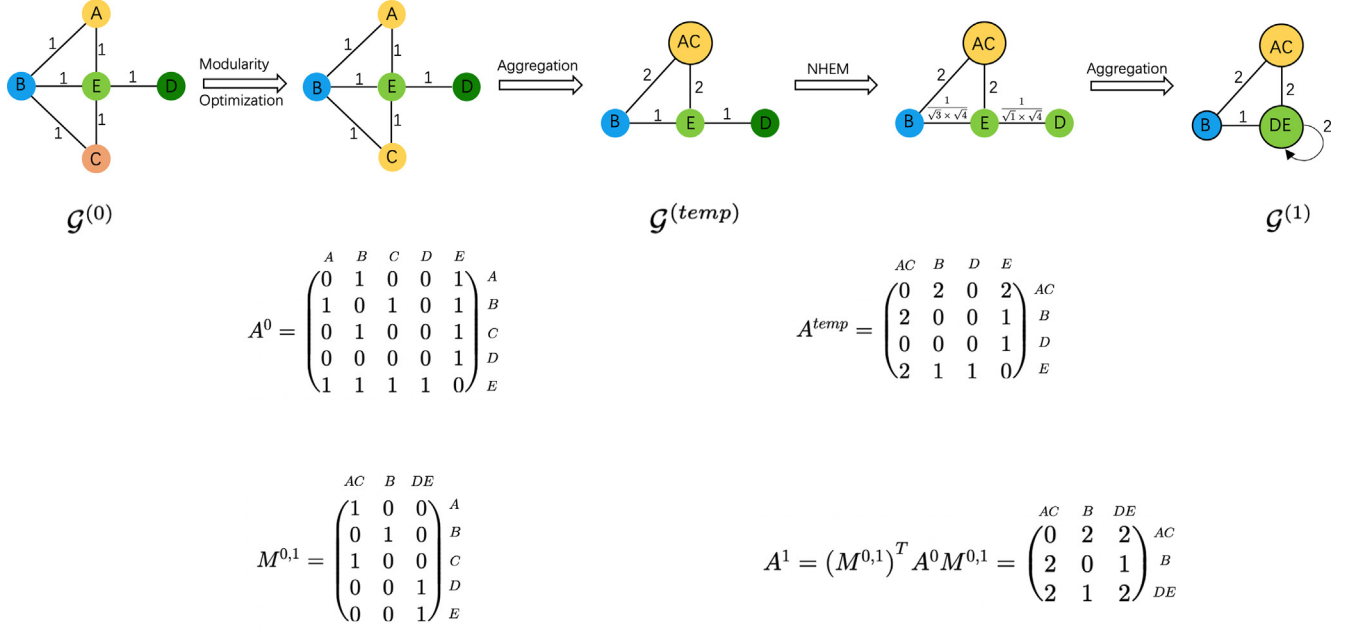 A
B
E
D
C
1
1
1
1
1
1
Modularity
Optimization
A
B
E
D
C
1
1
1
1
1
1
Aggregation
AC
B
E
D
2
2
1
1
NHEM
AC
B
E
D
2
2
1/(√3 × √4)
1/(√1 × √4)
Aggregation
AC
B
DE
2
2
1
2
𝒢^(0)
𝒢^(temp)
𝒢^(1)
A B C D E
0 1 0 0 1 A
1 0 1 0 1 B
A^0 =
0 1 0 0 1 C
0 0 0 0 1 D
1 1 1 1 0 E
AC B D E
0 2 0 2 AC
2 0 0 1 B
A^temp =
0 0 0 1 D
2 1 1 0 E
AC B DE
1 0 0 A
0 1 0 B
M^0,1 =
1 0 0 C
0 0 1 D
0 0 1 E
AC B DE
0 2 2 AC
A^1 = (M^0,1)^T A^0 M^0,1 =
2 0 1 B
2 1 2 DE